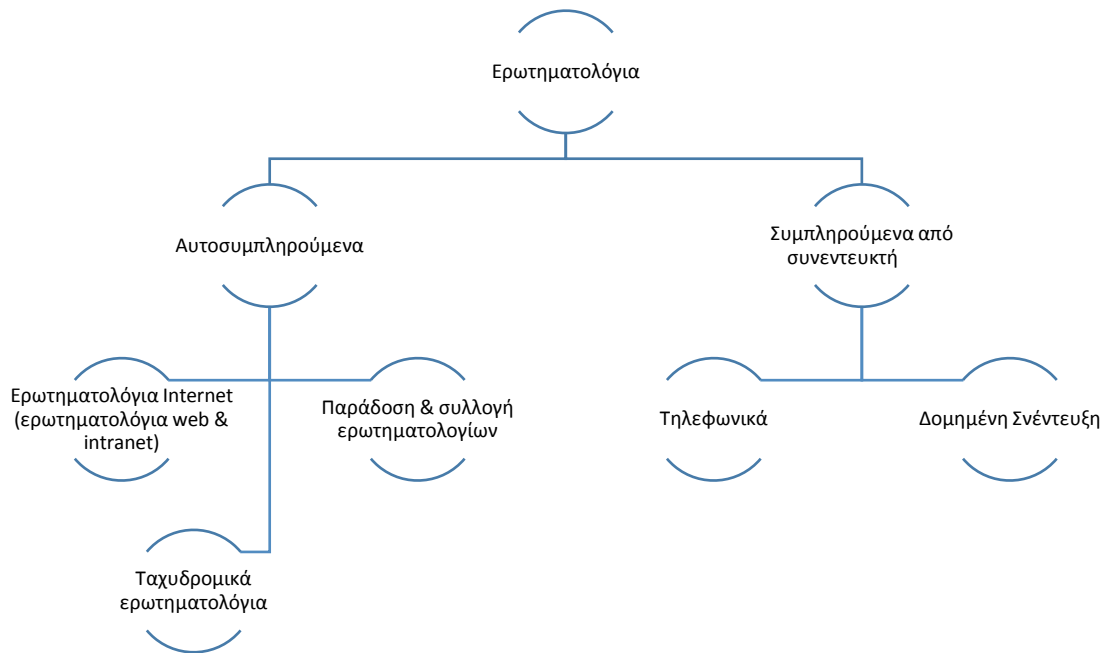 Ερωτηματολόγια
Αυτοσυμπληρούμενα
Συμπληρούμενα από
συνεντευκτή
Ερωτηματολόγια Internet
(ερωτηματολόγια web &
intranet)
Παράδοση & συλλογή
ερωτηματολογίων
Τηλεφωνικά
Δομημένη Σνέντευξη
Ταχυδρομικά
ερωτηματολόγια